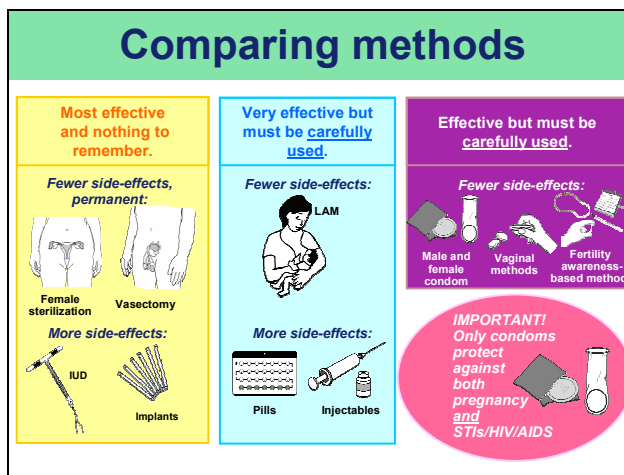 Comparing methods
Most effective
and nothing to
remember.
Fewer side-effects,
permanent:
Female
sterilization
Vasectomy
More side-effects:
IUD
Implants
Very effective but
must be carefully
used.
Fewer side-effects:
LAM
More side-effects:
Pills
Injectables
Effective but must be
carefully used.
Fewer side-effects:
Male and
female
condom
Vaginal
methods
Fertility
awareness-
based method
IMPORTANT!
Only condoms
protect
against
both
pregnancy
and
STIs/HIV/AIDS